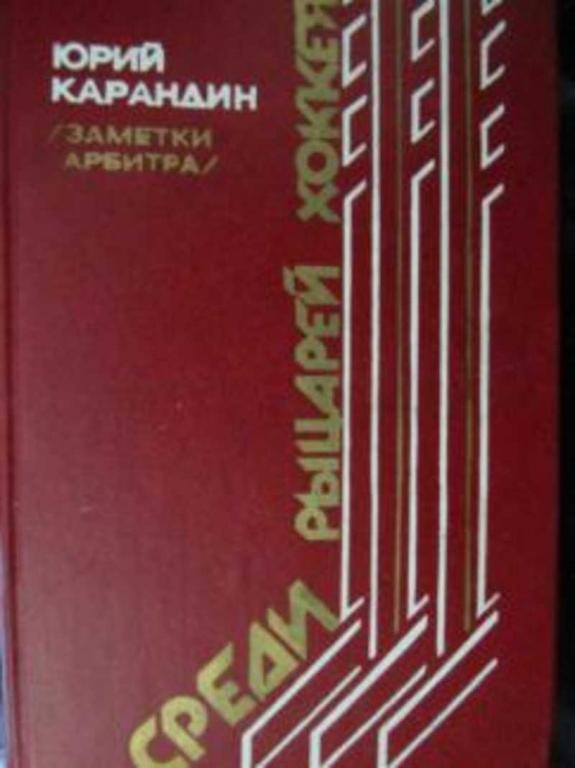 ЮРИЙ
КАРАНДИН
/ЗАМЕТКИ
АРБИТРА/
СРЕДИ
РЫЦАРЕЙ
ХОККЕЯ